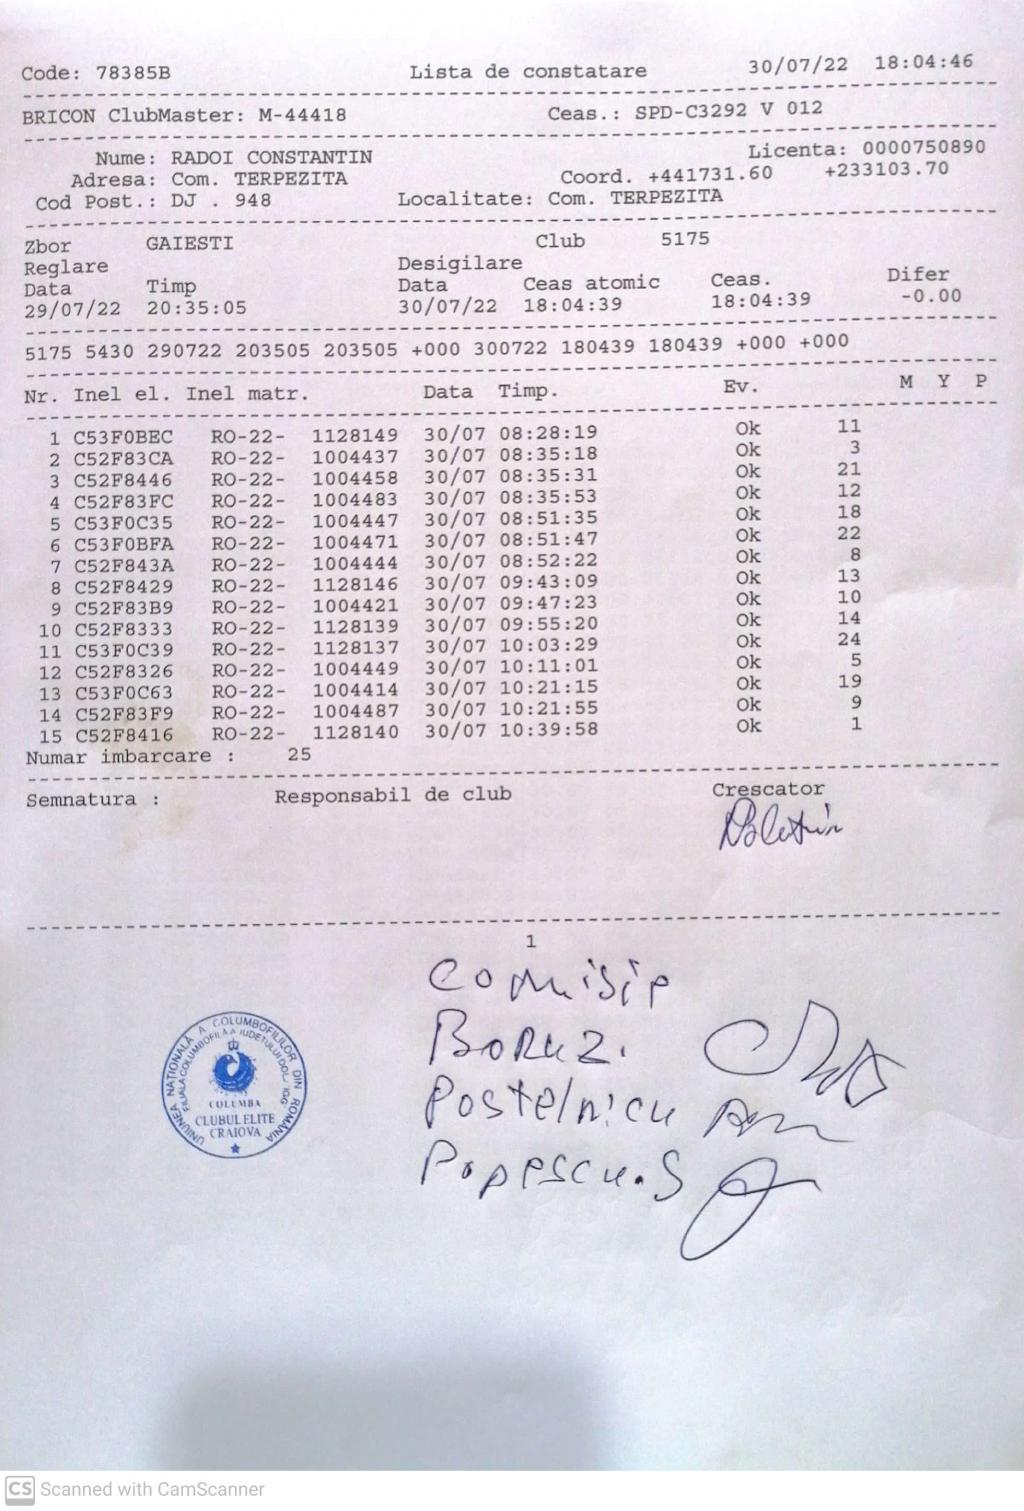 Code: 78385B Lista de constatare 30/07/22 18:04:46
BRICON ClubMaster: M-44418 Ceas.: SPD-C3292 V 012
Nume: RADOI CONSTANTIN Licenta: 0000750890
Adresa: Com. TERPEZITA Coord. +441731.60 +233103.70
Cod Post.: DJ . 948 Localitate: Com. TERPEZITA
Zbor GAIESTI Club 5175
Reglare Desigilare
Data Timp Data Ceas atomic Ceas. Difer
29/07/22 20:35:05 30/07/22 18:04:39 18:04:39 -0.00
5175 5430 290722 203505 203505 +000 300722 180439 180439 +000 +000
Nr. Inel el. Inel matr. Data Timp. Ev. M Y P
1 C53F0BEC RO-22- 1128149 30/07 08:28:19 Ok 11
2 C52F83CA RO-22- 1004437 30/07 08:35:18 Ok 3
3 C52F8446 RO-22- 1004458 30/07 08:35:31 Ok 21
4 C52F83FC RO-22- 1004483 30/07 08:35:53 Ok 12
5 C53F0C35 RO-22- 1004447 30/07 08:51:35 Ok 18
6 C53F0BFA RO-22- 1004471 30/07 08:51:47 Ok 22
7 C52F843A RO-22- 1004444 30/07 08:52:22 Ok 8
8 C52F8429 RO-22- 1128146 30/07 09:43:09 Ok 13
9 C52F83B9 RO-22- 1004421 30/07 09:47:23 Ok 10
10 C52F8333 RO-22- 1128139 30/07 09:55:20 Ok 14
11 C53F0C39 RO-22- 1128137 30/07 10:03:29 Ok 24
12 C52F8326 RO-22- 1004449 30/07 10:11:01 Ok 5
13 C53F0C63 RO-22- 1004414 30/07 10:21:15 Ok 19
14 C52F83F9 RO-22- 1004487 30/07 10:21:55 Ok 9
15 C52F8416 RO-22- 1128140 30/07 10:39:58 Ok 1
Numar imbarcare : 25
Semnatura : Responsabil de club Crescator
1
Comisie
Boruz.
Postelnicu
Popescu.S
UNIUNEA NATIONALĂ A COLUMBOFILILOR DIN ROMÂNIA
FILIALA COLUMBOFILĂ A JUDETULUI DOLJ
COLUMBA
CLUBUL ELITE
CRAIOVA
CS Scanned with CamScanner